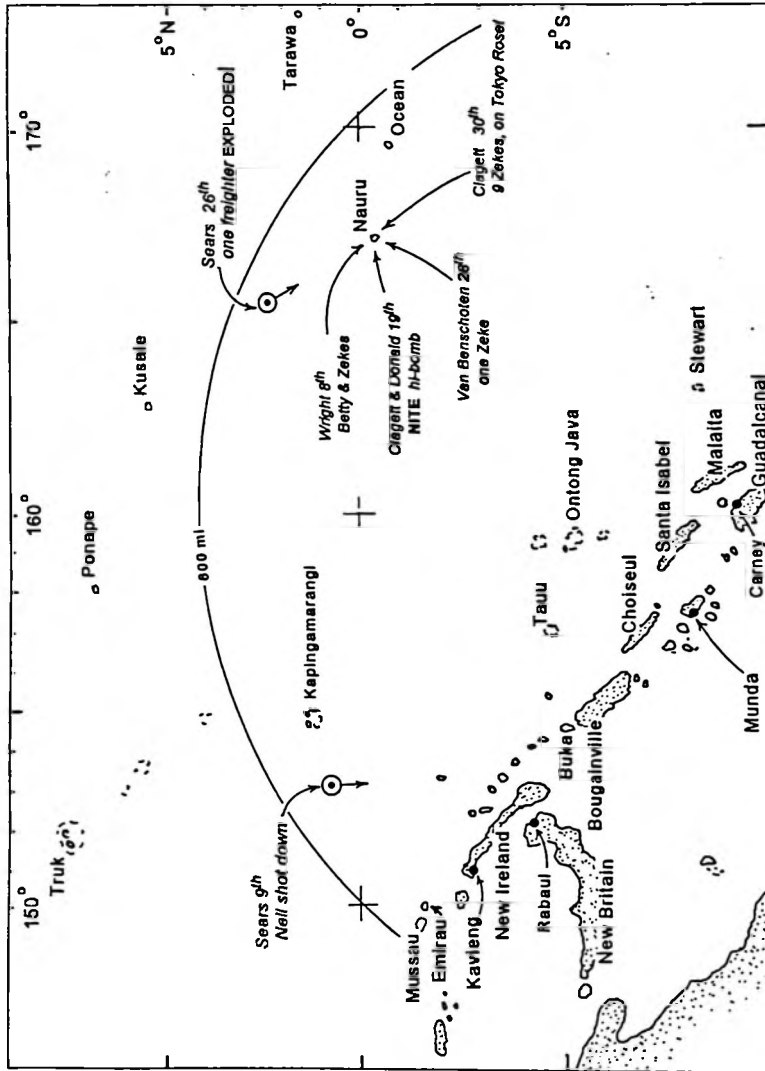 150°
160°
170°
5°N
0°
5°S
Truk
Ponape
Kusaie
Tarawa
Sears 26th
one freighter EXPLODED!
800 mi
Sears 9th
Nell shot down
Kapingamarangi
Nauru
Ocean
Wright 8th
Betty & Zekes
Clagett & Donald 19th
NITE hi-bomb
Van Benschoten 26th
one Zeke
Clagett 30th
9 Zekes, on Tokyo Rose!
Mussau
Emirau
Kavieng
New Ireland
Rabaul
New Britain
Buka
Bougainville
Tauu
Ontong Java
Choiseul
Santa Isabel
Malaita
Stewart
Guadalcanal
Carney
Munda